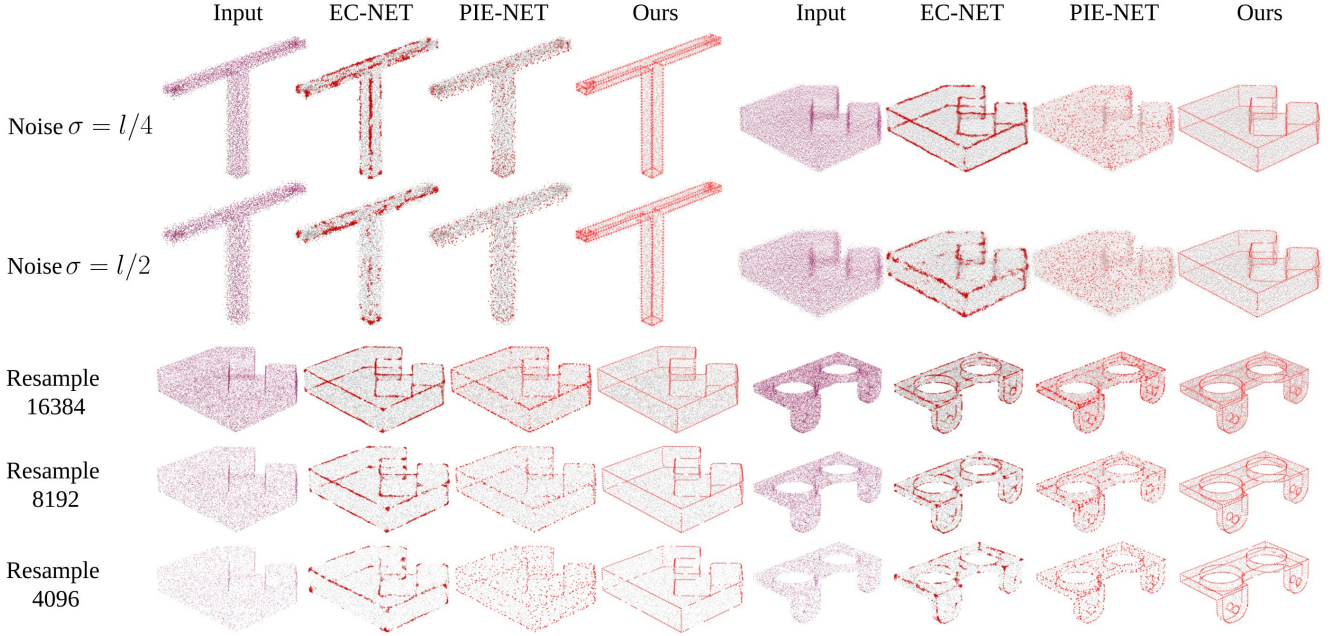 Input EC-NET PIE-NET Ours Input EC-NET PIE-NET Ours
Noise σ = l/4
Noise σ = l/2
Resample
16384
Resample
8192
Resample
4096